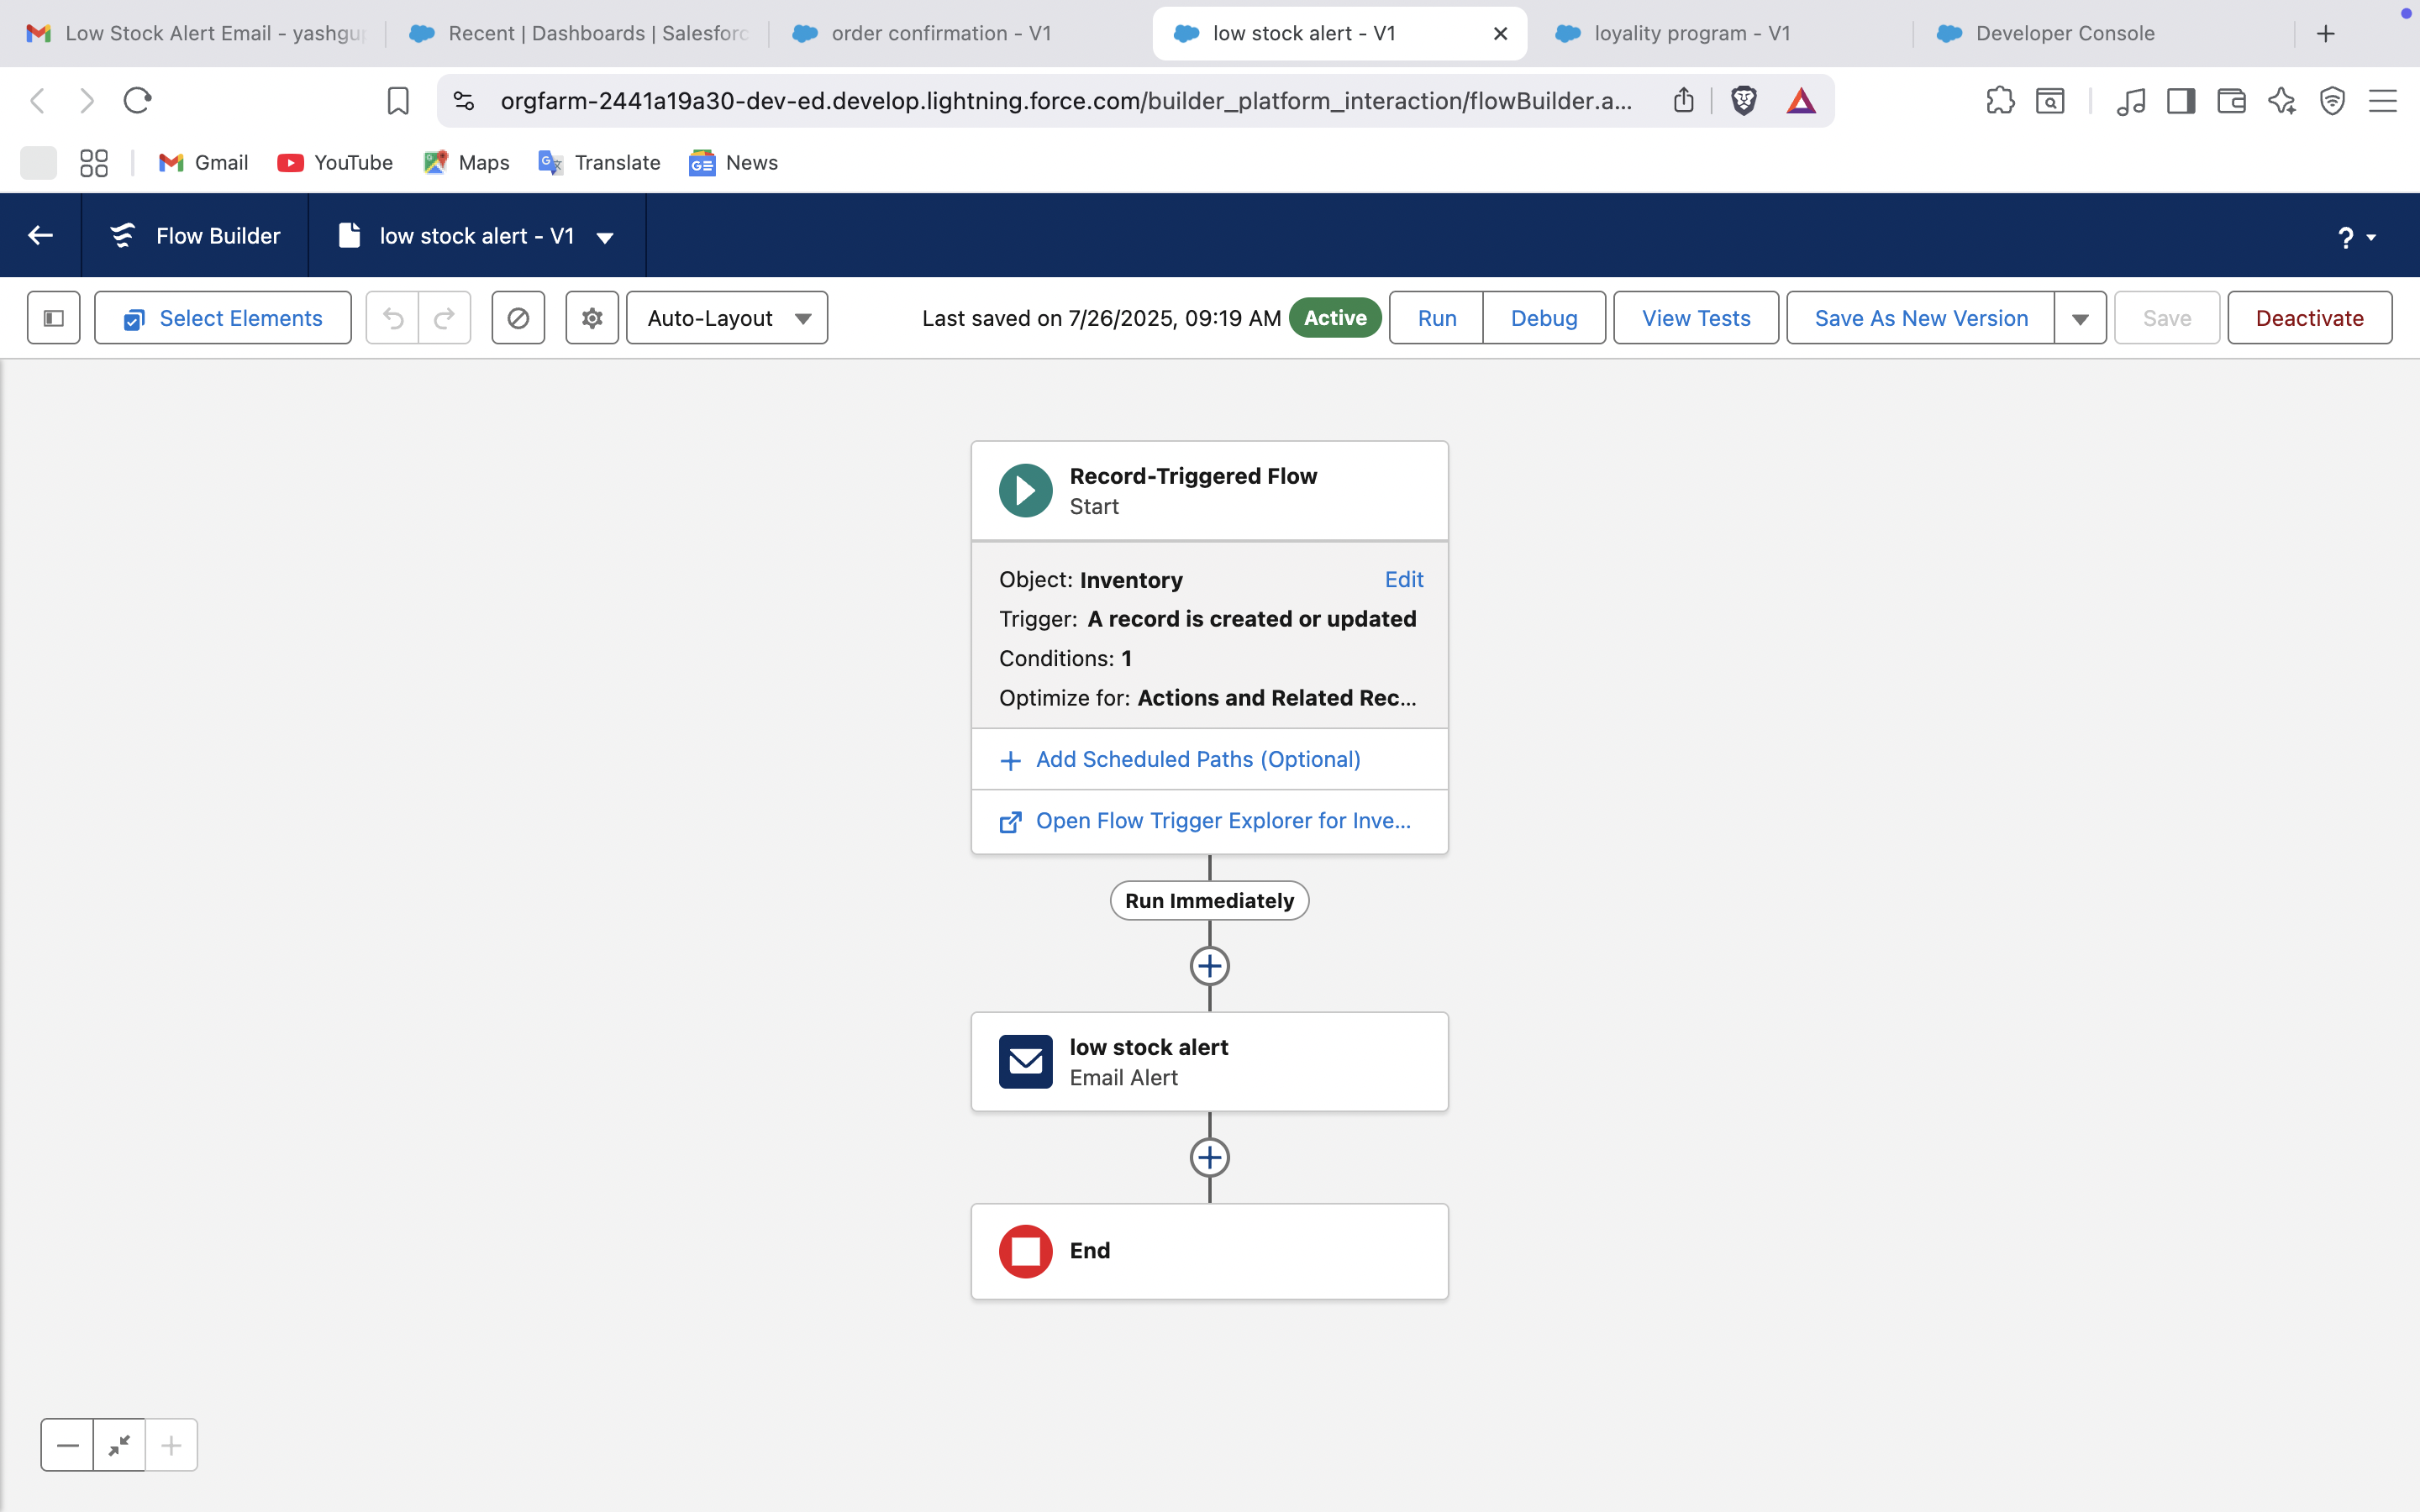 Low Stock Alert Email - yashgu
Recent | Dashboards | Salesforc
order confirmation - V1
low stock alert - V1
loyality program - V1
Developer Console
orgfarm-2441a19a30-dev-ed.develop.lightning.force.com/builder_platform_interaction/flowBuilder.a...
Gmail
YouTube
Maps
Translate
News
Flow Builder
low stock alert - V1
?
Select Elements
Auto-Layout
Last saved on 7/26/2025, 09:19 AM
Active
Run
Debug
View Tests
Save As New Version
Save
Deactivate
Record-Triggered Flow
Start
Object: Inventory
Edit
Trigger: A record is created or updated
Conditions: 1
Optimize for: Actions and Related Rec...
Add Scheduled Paths (Optional)
Open Flow Trigger Explorer for Inve...
Run Immediately
low stock alert
Email Alert
End